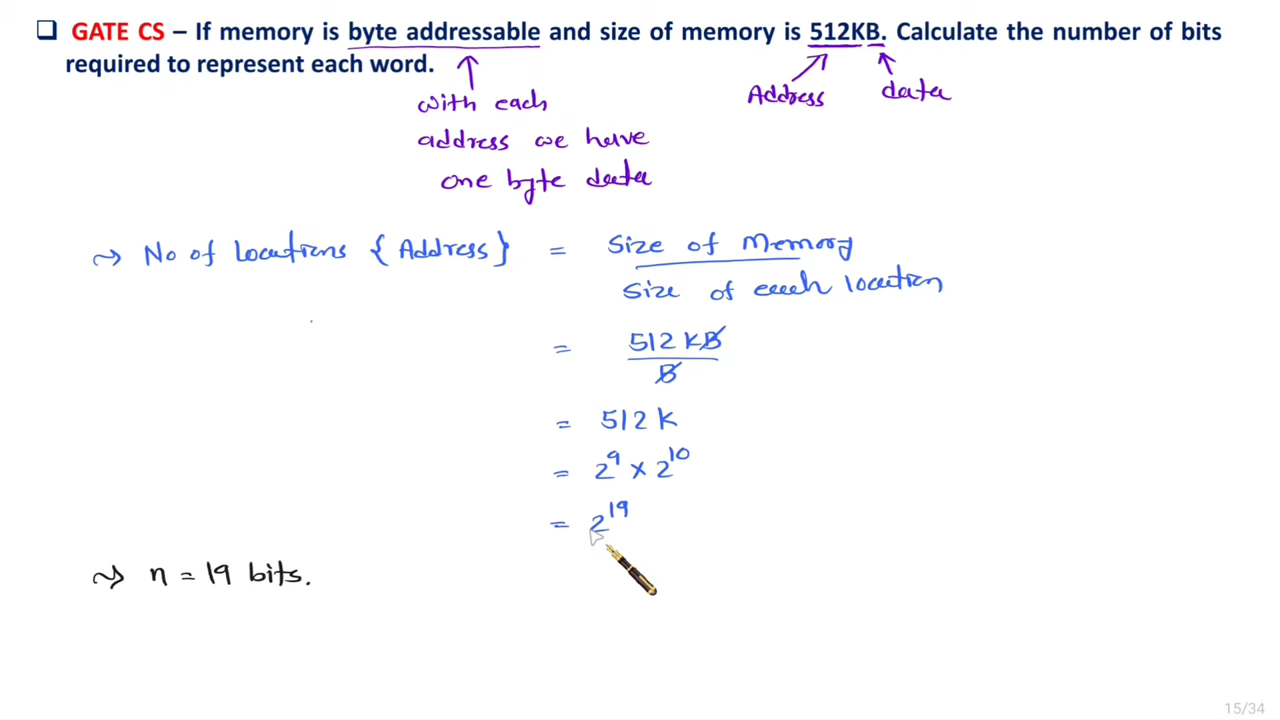 ❑ GATE CS – If memory is byte addressable and size of memory is 512KB. Calculate the number of bits
required to represent each word.
Address data
with each
address we have
one byte data
~> No of locations {Address} = Size of Memory
Size of each location
= 512 KB
B
= 512 K
= 2^9 × 2^10
= 2^19
~> n = 19 bits.
15/34